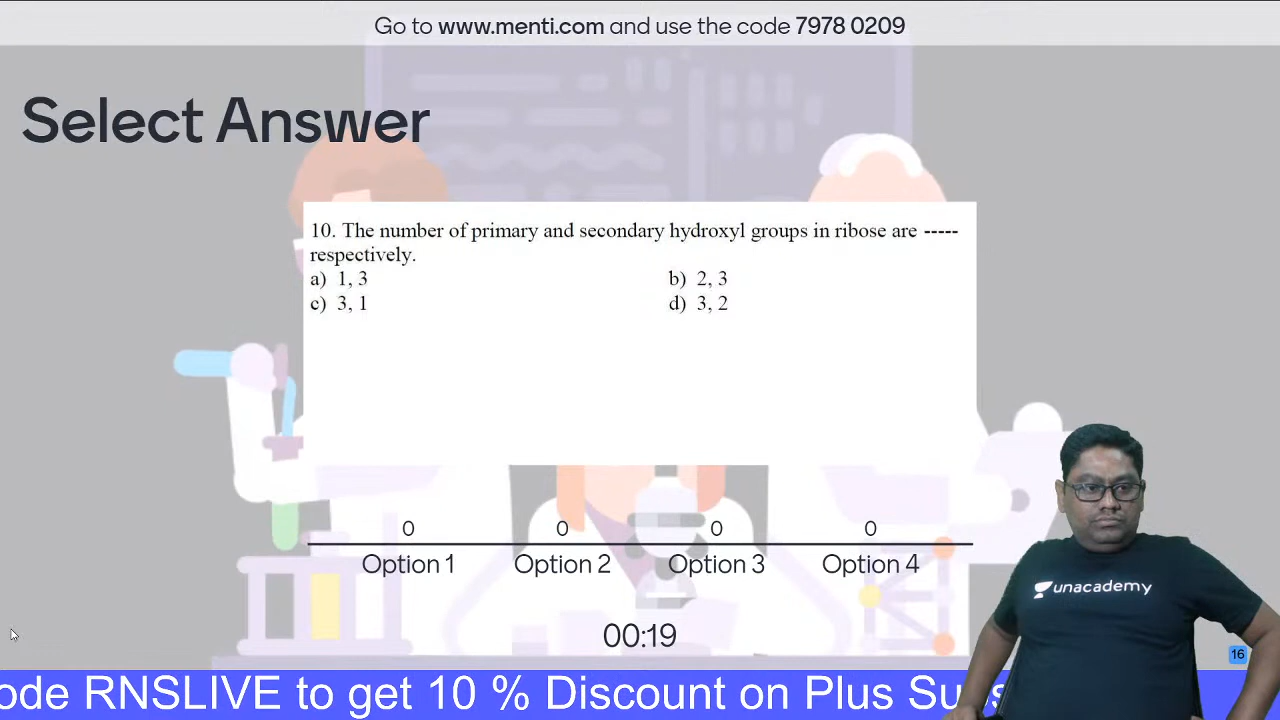 Go to www.menti.com and use the code 7978 0209
Select Answer
10. The number of primary and secondary hydroxyl groups in ribose are -----
respectively.
a) 1, 3 b) 2, 3
c) 3, 1 d) 3, 2
0 0 0 0
Option 1 Option 2 Option 3 Option 4
unacademy
00:19
16
ode RNSLIVE to get 10 % Discount on Plus Su